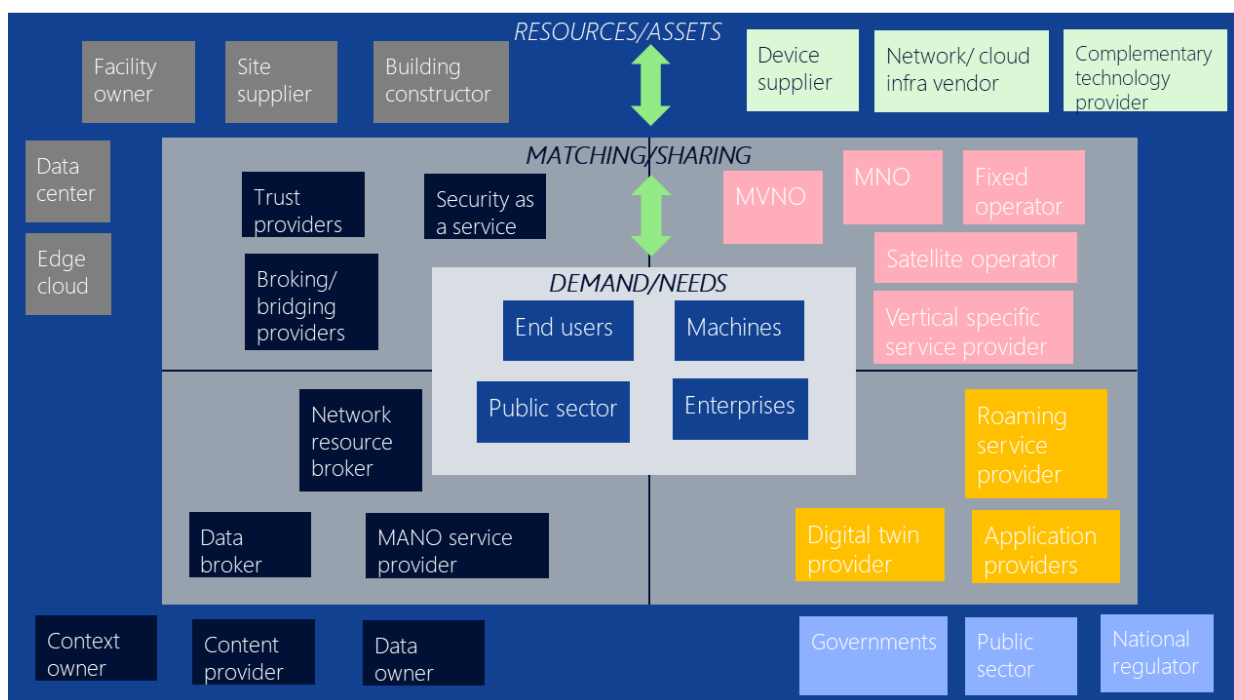 RESOURCES/ASSETS
Facility
owner
Site
supplier
Building
constructor
Device
supplier
Network/ cloud
infra vendor
Complementary
technology
provider
Data
center
Edge
cloud
MATCHING/SHARING
Trust
providers
Security as
a service
Broking/
bridging
providers
MVNO
MNO
Fixed
operator
Satellite operator
Vertical specific
service provider
DEMAND/NEEDS
End users
Machines
Public sector
Enterprises
Network
resource
broker
Data
broker
MANO service
provider
Roaming
service
provider
Digital twin
provider
Application
providers
Context
owner
Content
provider
Data
owner
Governments
Public
sector
National
regulator